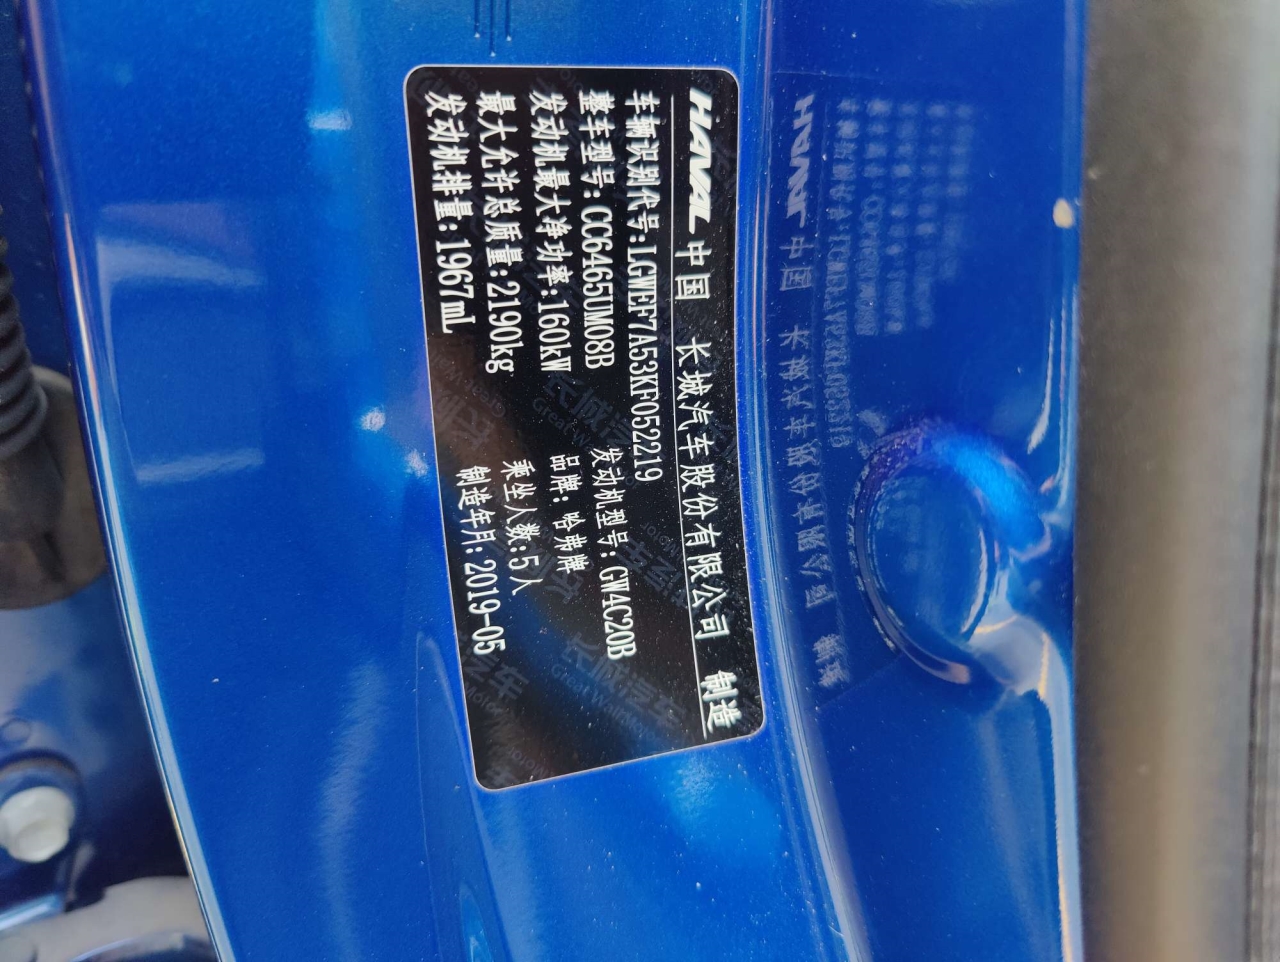 HAVAL 中国 长城汽车股份有限公司 制造
车辆识别代号:LGWEF7A53KF052219
整车型号:CC6465UM08B 发动机型号:GW4C20B
发动机最大净功率:160kW 品牌:哈弗牌
最大允许总质量:2190kg 乘坐人数:5人
发动机排量:1967mL 制造年月:2019-05